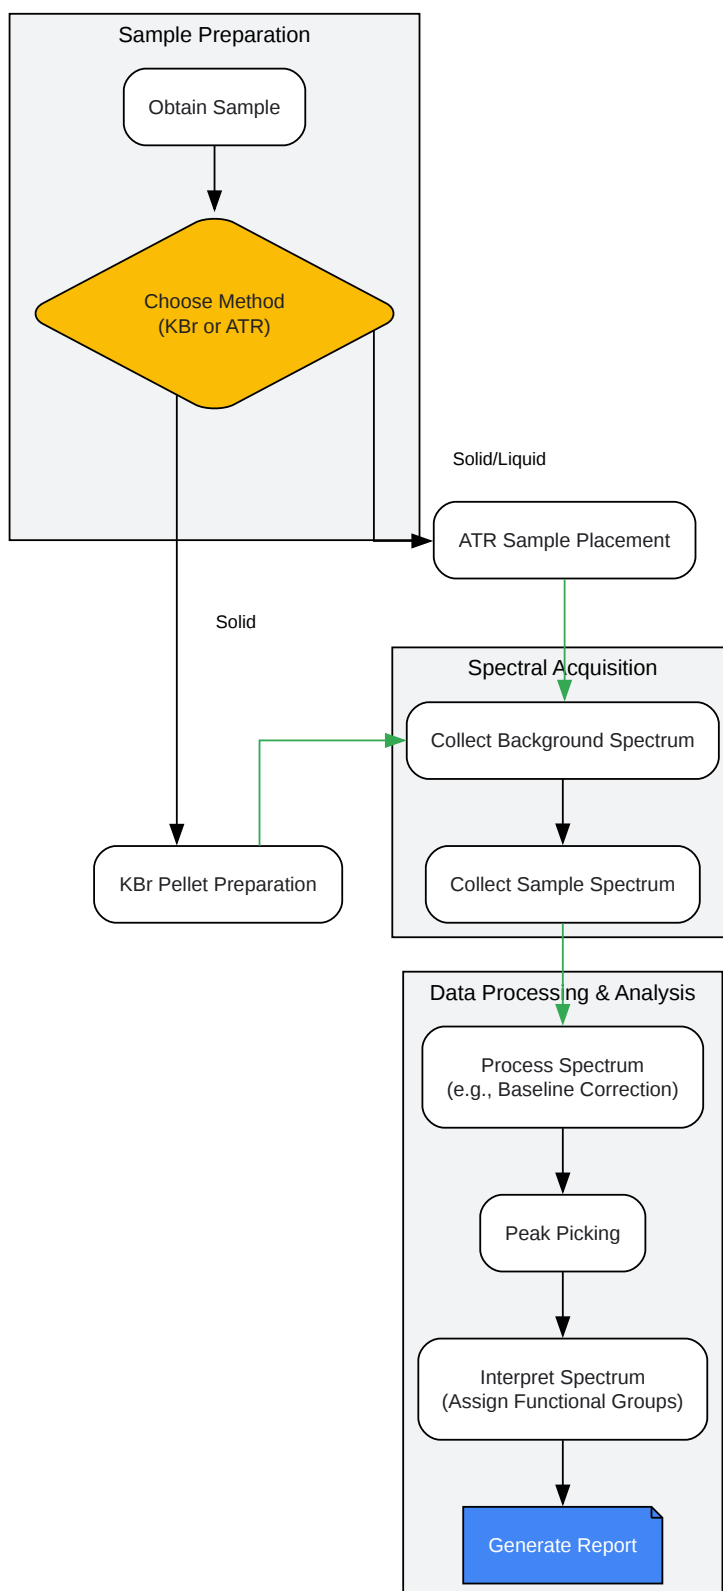 Sample Preparation
Obtain Sample
Choose Method
(KBr or ATR)
Solid/Liquid
ATR Sample Placement
Solid
Spectral Acquisition
Collect Background Spectrum
KBr Pellet Preparation
Collect Sample Spectrum
Data Processing & Analysis
Process Spectrum
(e.g., Baseline Correction)
Peak Picking
Interpret Spectrum
(Assign Functional Groups)
Generate Report